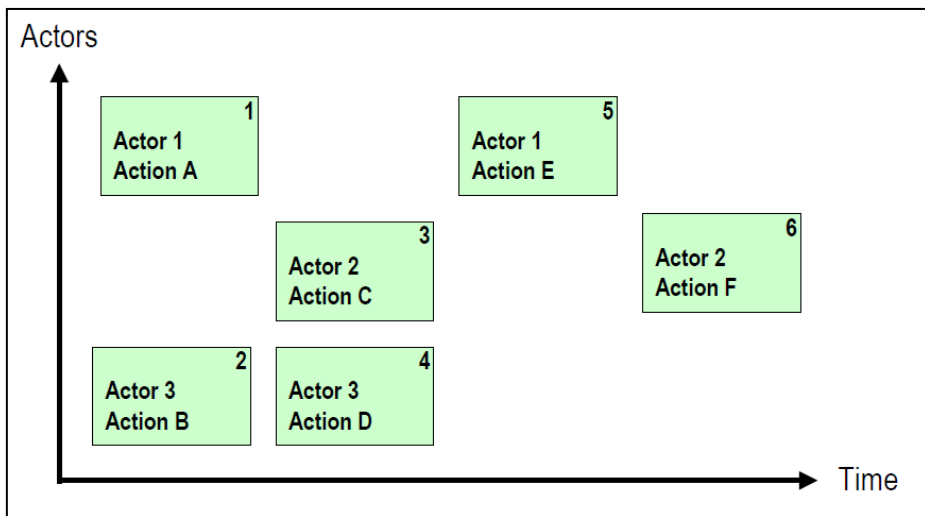 Actors
1
Actor 1
Action A
5
Actor 1
Action E
3
Actor 2
Action C
6
Actor 2
Action F
2
Actor 3
Action B
4
Actor 3
Action D
Time